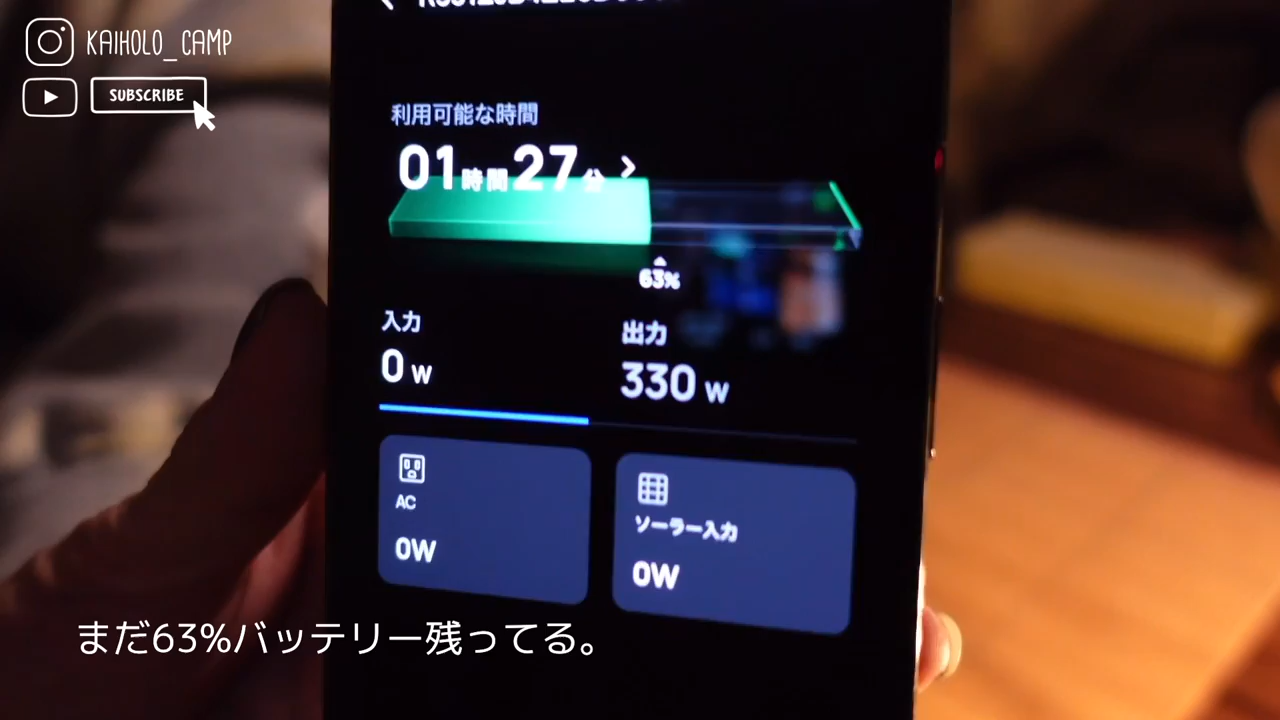 KAIHOLO_CAMP
SUBSCRIBE
利用可能な時間
01時間27分
63%
入力
0 W
出力
330 W
AC
0W
ソーラー入力
0W
まだ63%バッテリー残ってる。